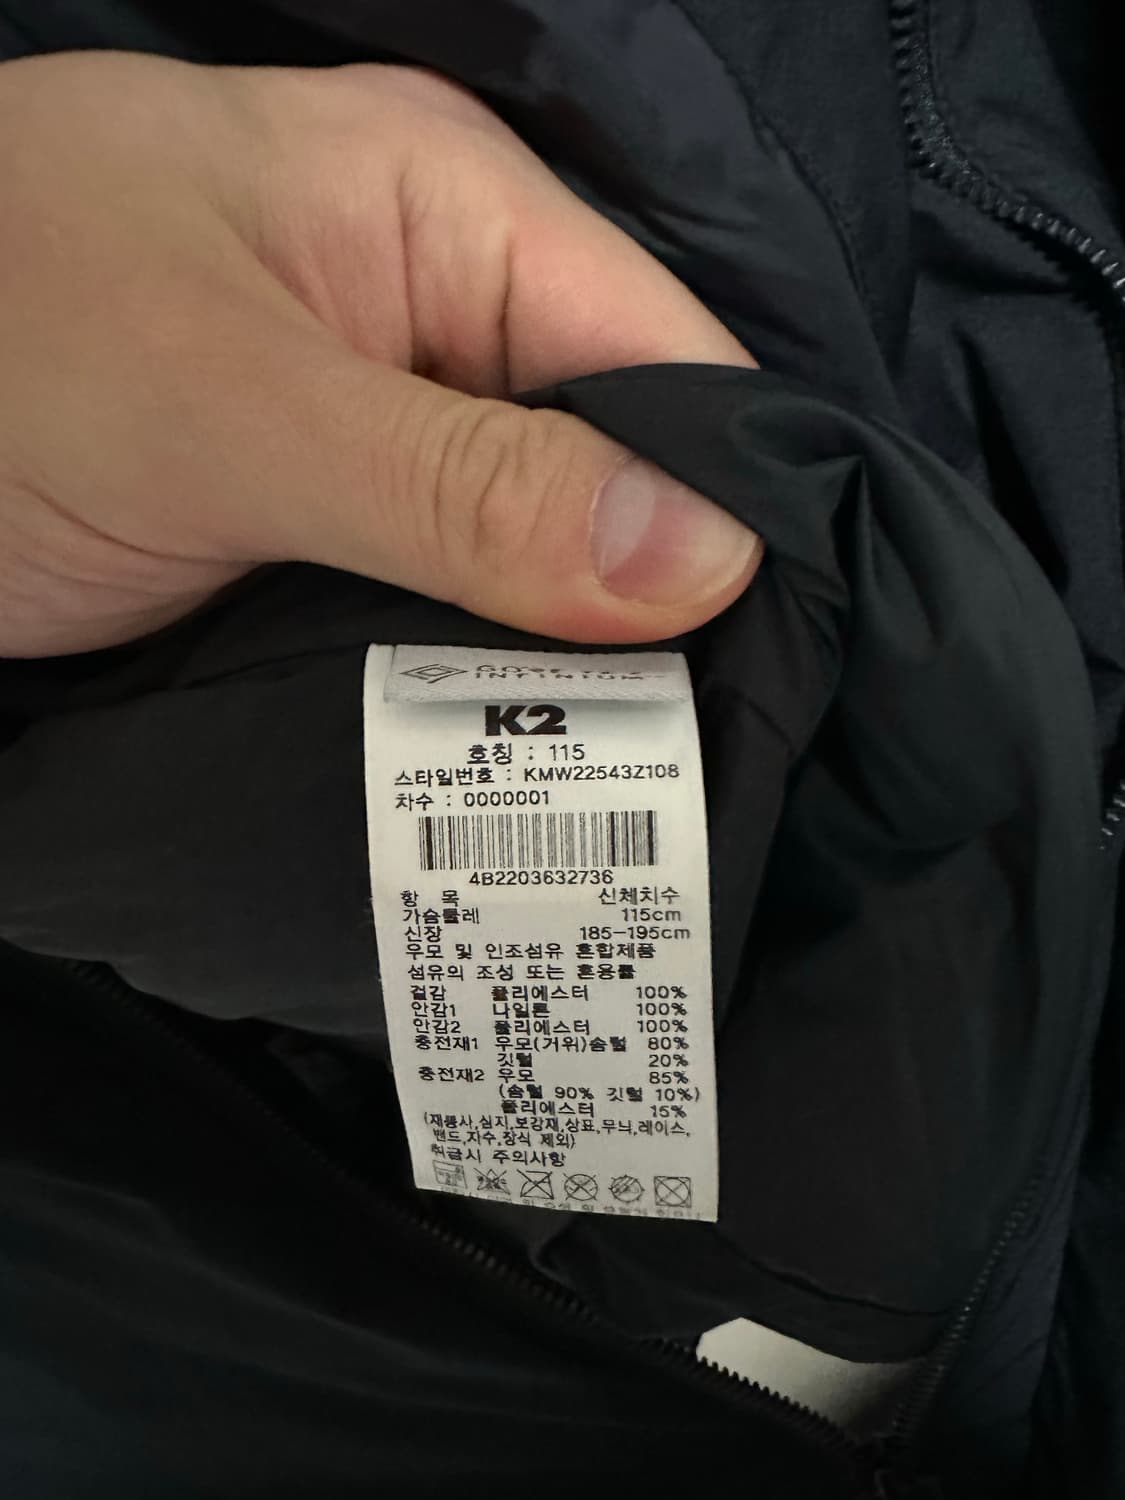 GORE-TEX
INFINIUM™
K2
호칭 : 115
스타일번호 : KMW22543Z108
차수 : 0000001
4B2203632736
항 목 신체치수
가슴둘레 115cm
신장 185-195cm
우모 및 인조섬유 혼합제품
섬유의 조성 또는 혼용률
겉감 폴리에스터 100%
안감1 나일론 100%
안감2 폴리에스터 100%
충전재1 우모(거위)솜털 80%
깃털 20%
충전재2 우모 85%
(솜털 90% 깃털 10%)
폴리에스터 15%
(재봉사,심지,보강재,상표,무늬,레이스,
밴드,자수,장식 제외)
취급시 주의사항